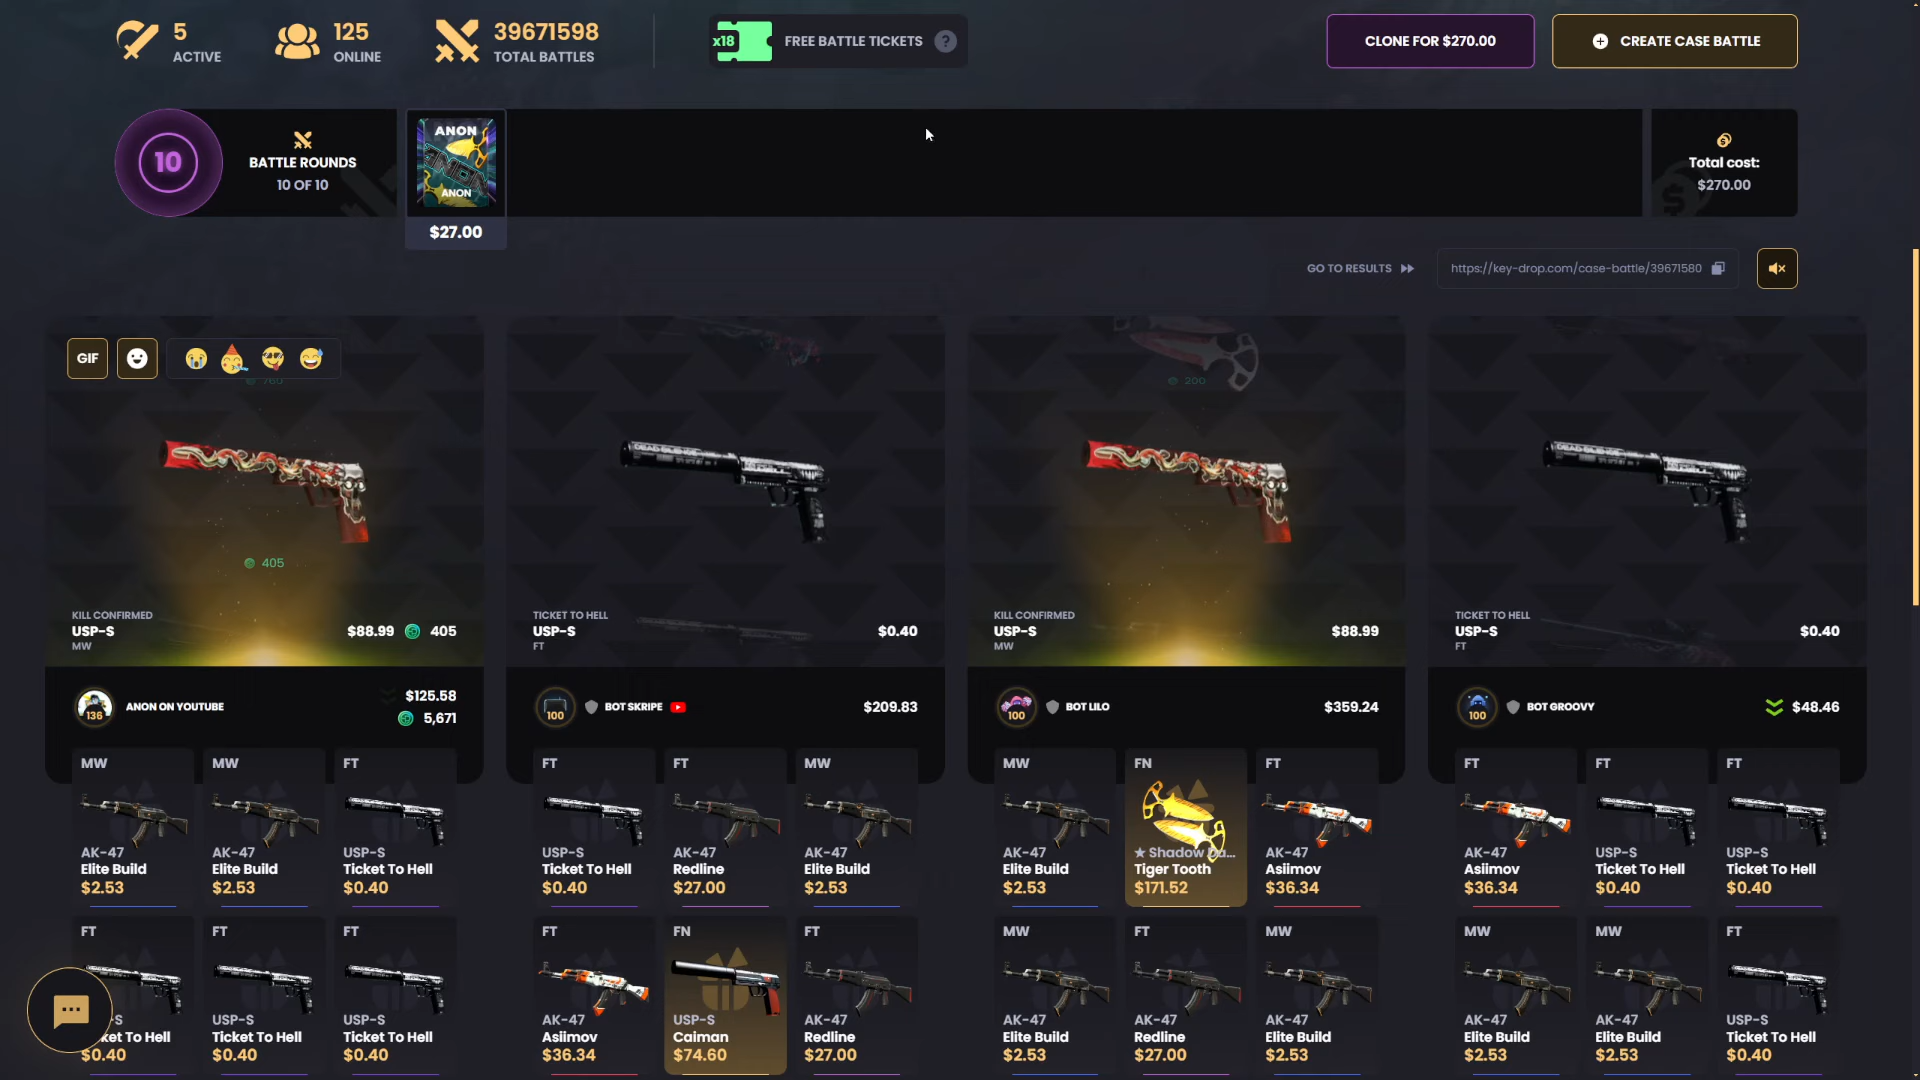 5
ACTIVE
125
ONLINE
39671598
TOTAL BATTLES
x18
FREE BATTLE TICKETS ?
CLONE FOR $270.00
CREATE CASE BATTLE
10
BATTLE ROUNDS
10 OF 10
ANON
ANON
ANON
$27.00
Total cost:
$270.00
GO TO RESULTS
https://key-drop.com/case-battle/39671580
GIF
760
405
KILL CONFIRMED
USP-S
MW
$88.99 405
TICKET TO HELL
USP-S
FT
$0.40
200
KILL CONFIRMED
USP-S
MW
$88.99
TICKET TO HELL
USP-S
FT
$0.40
136
ANON ON YOUTUBE
$125.58
5,671
100
BOT SKRIPE
$209.83
100
BOT LILO
$359.24
100
BOT GROOVY
$48.46
MW
AK-47
Elite Build
$2.53
MW
AK-47
Elite Build
$2.53
FT
USP-S
Ticket To Hell
$0.40
FT
USP-S
Ticket To Hell
$0.40
FT
AK-47
Redline
$27.00
MW
AK-47
Elite Build
$2.53
MW
AK-47
Elite Build
$2.53
FN
★ Shadow Da...
Tiger Tooth
$171.52
FT
AK-47
Asiimov
$36.34
FT
AK-47
Asiimov
$36.34
FT
USP-S
Ticket To Hell
$0.40
FT
USP-S
Ticket To Hell
$0.40
FT
-S
ket To Hell
$0.40
FT
USP-S
Ticket To Hell
$0.40
FT
USP-S
Ticket To Hell
$0.40
FT
AK-47
Asiimov
$36.34
FN
USP-S
Caiman
$74.60
FT
AK-47
Redline
$27.00
MW
AK-47
Elite Build
$2.53
FT
AK-47
Redline
$27.00
MW
AK-47
Elite Build
$2.53
MW
AK-47
Elite Build
$2.53
MW
AK-47
Elite Build
$2.53
FT
USP-S
Ticket To Hell
$0.40